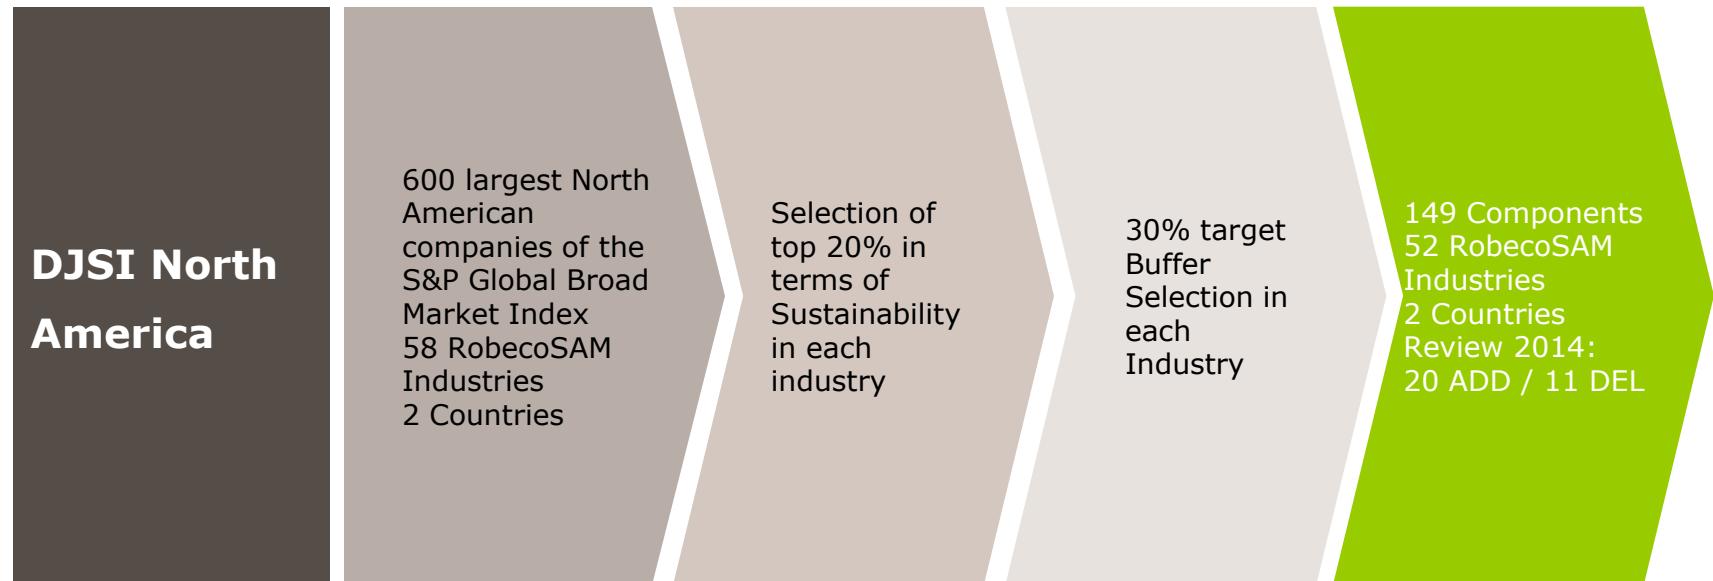 DJSI North
America
600 largest North
American
companies of the
S&P Global Broad
Market Index
58 RobecoSAM
Industries
2 Countries
Selection of
top 20% in
terms of
Sustainability
in each
industry
30% target
Buffer
Selection in
each
Industry
149 Components
52 RobecoSAM
Industries
2 Countries
Review 2014:
20 ADD / 11 DEL